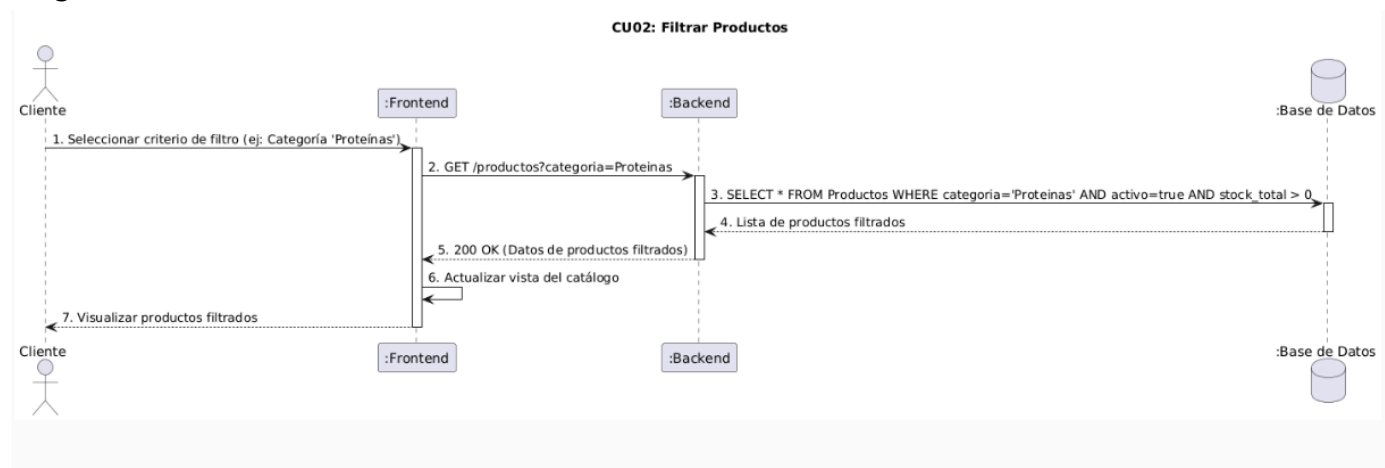 CU02: Filtrar Productos
Cliente
:Frontend
:Backend
:Base de Datos
1. Seleccionar criterio de filtro (ej: Categoría 'Proteínas')
2. GET /productos?categoria=Proteinas
3. SELECT * FROM Productos WHERE categoria='Proteinas' AND activo=true AND stock_total > 0
4. Lista de productos filtrados
5. 200 OK (Datos de productos filtrados)
6. Actualizar vista del catálogo
7. Visualizar productos filtrados
Cliente
:Frontend
:Backend
:Base de Datos